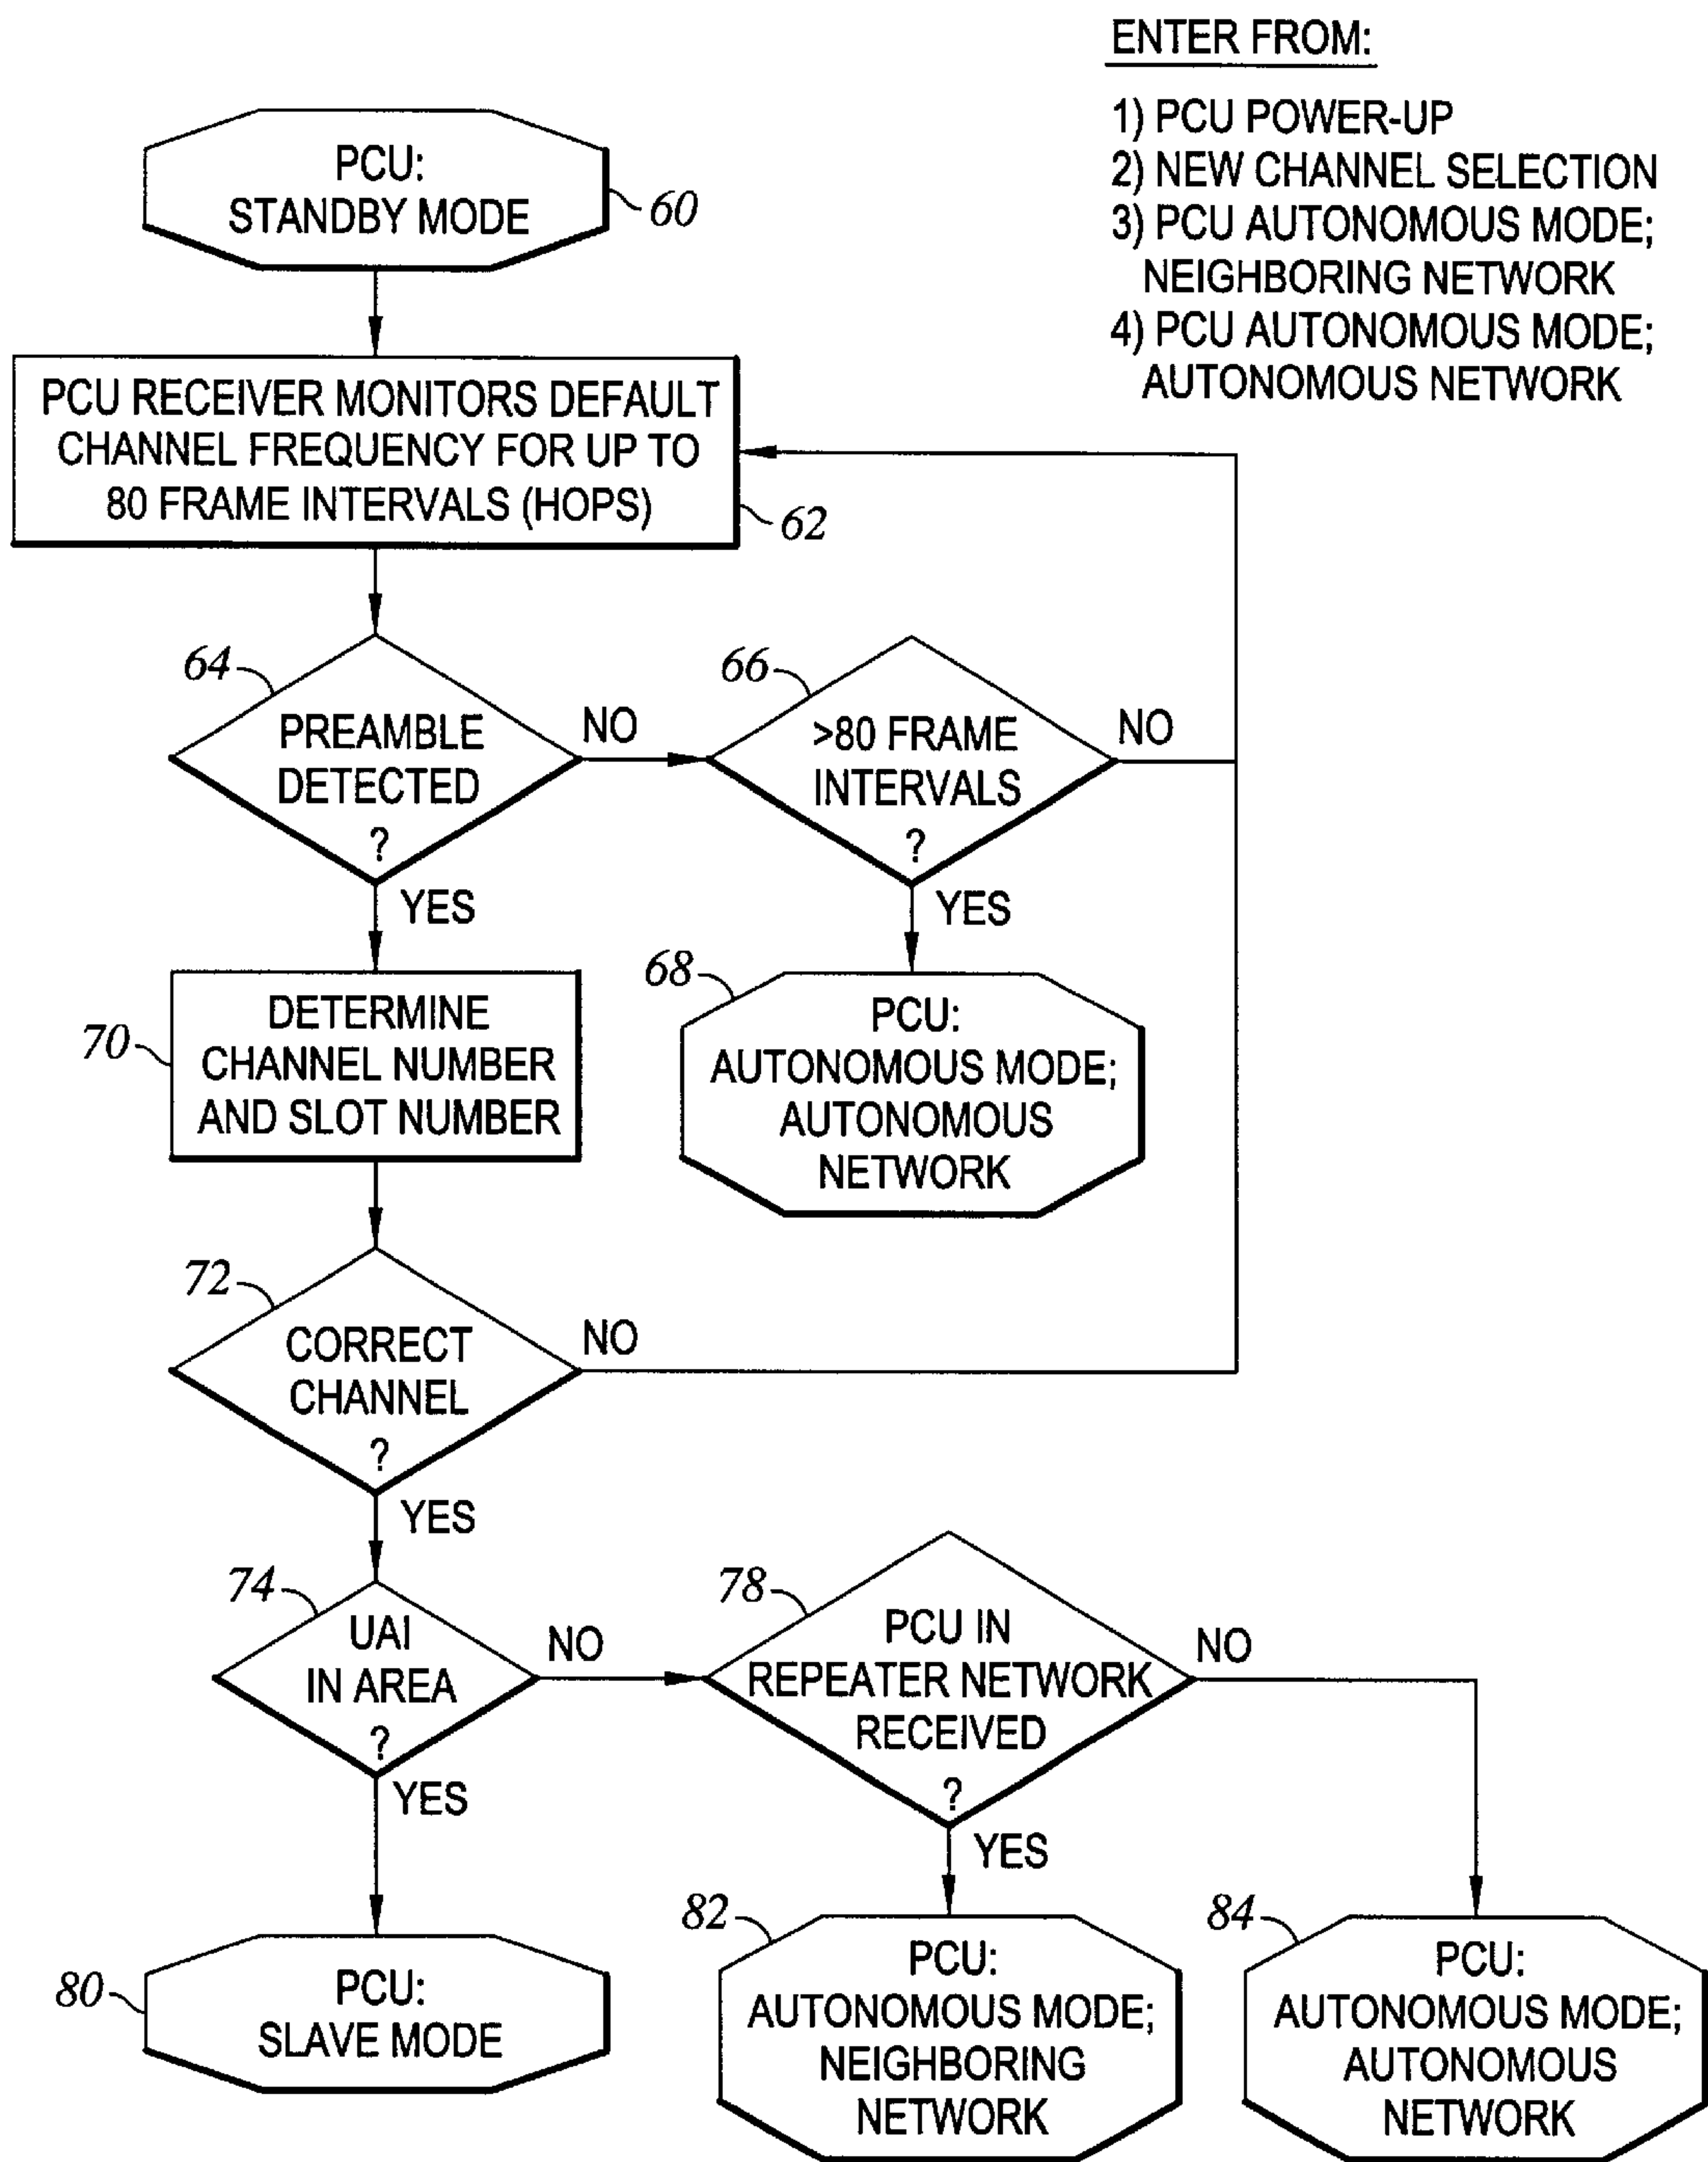 ENTER FROM:
1) PCU POWER-UP
2) NEW CHANNEL SELECTION
3) PCU AUTONOMOUS MODE;
NEIGHBORING NETWORK
4) PCU AUTONOMOUS MODE;
AUTONOMOUS NETWORK
PCU:
STANDBY MODE
60
PCU RECEIVER MONITORS DEFAULT
CHANNEL FREQUENCY FOR UP TO
80 FRAME INTERVALS (HOPS)
62
64
PREAMBLE
DETECTED
?
NO
YES
66
>80 FRAME
INTERVALS
?
NO
YES
68
PCU:
AUTONOMOUS MODE;
AUTONOMOUS
NETWORK
70
DETERMINE
CHANNEL NUMBER
AND SLOT NUMBER
72
CORRECT
CHANNEL
?
NO
YES
74
UAI
IN AREA
?
NO
YES
78
PCU IN
REPEATER NETWORK
RECEIVED
?
NO
YES
80
PCU:
SLAVE MODE
82
PCU:
AUTONOMOUS MODE;
NEIGHBORING
NETWORK
84
PCU:
AUTONOMOUS MODE;
AUTONOMOUS
NETWORK